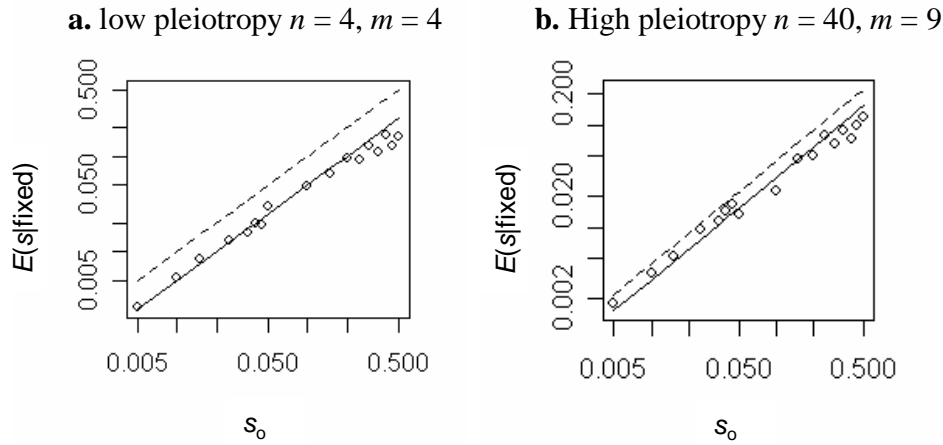 a. low pleiotropy n = 4, m = 4
E(s|fixed)
0.500
0.050
0.005
0.005 0.050 0.500
so
b. High pleiotropy n = 40, m = 9
E(s|fixed)
0.200
0.020
0.002
0.005 0.050 0.500
so